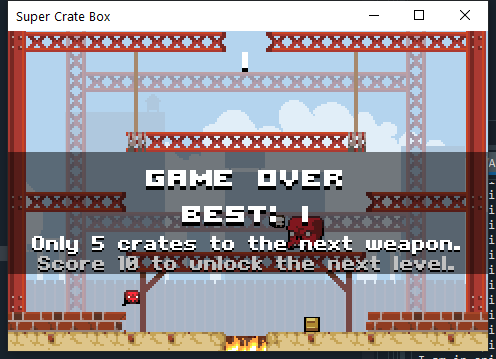 Super Crate Box
1
GAME OVER
BEST: 1
Only 5 crates to the next weapon.
Score 10 to unlock the next level.